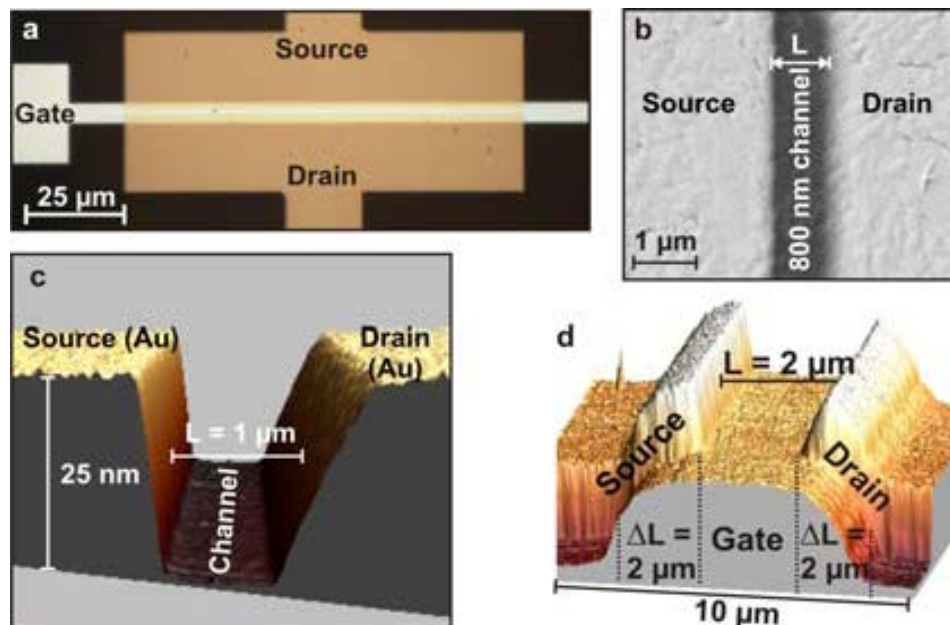 a
Source
Gate
Drain
25 µm
b
L
Source
Drain
800 nm channel
1 µm
c
Source (Au)
Drain
(Au)
L = 1 µm
25 nm
Channel
d
L = 2 µm
Source
Drain
ΔL =
2 µm
Gate
ΔL =
2 µm
10 µm